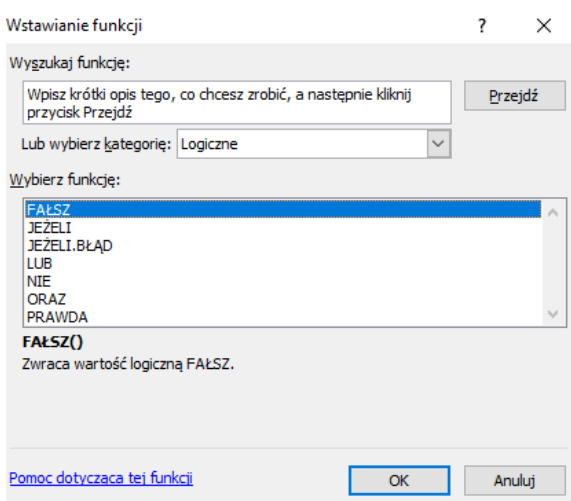 Wstawianie funkcji ? ×
Wyszukaj funkcję:
Wpisz krótki opis tego, co chcesz zrobić, a następnie kliknij
przycisk Przejdź
Przejdź
Lub wybierz kategorię: Logiczne
Wybierz funkcję:
FAŁSZ
JEŻELI
JEŻELI.BŁĄD
LUB
NIE
ORAZ
PRAWDA
FAŁSZ()
Zwraca wartość logiczną FAŁSZ.
Pomoc dotycząca tej funkcji
OK
Anuluj